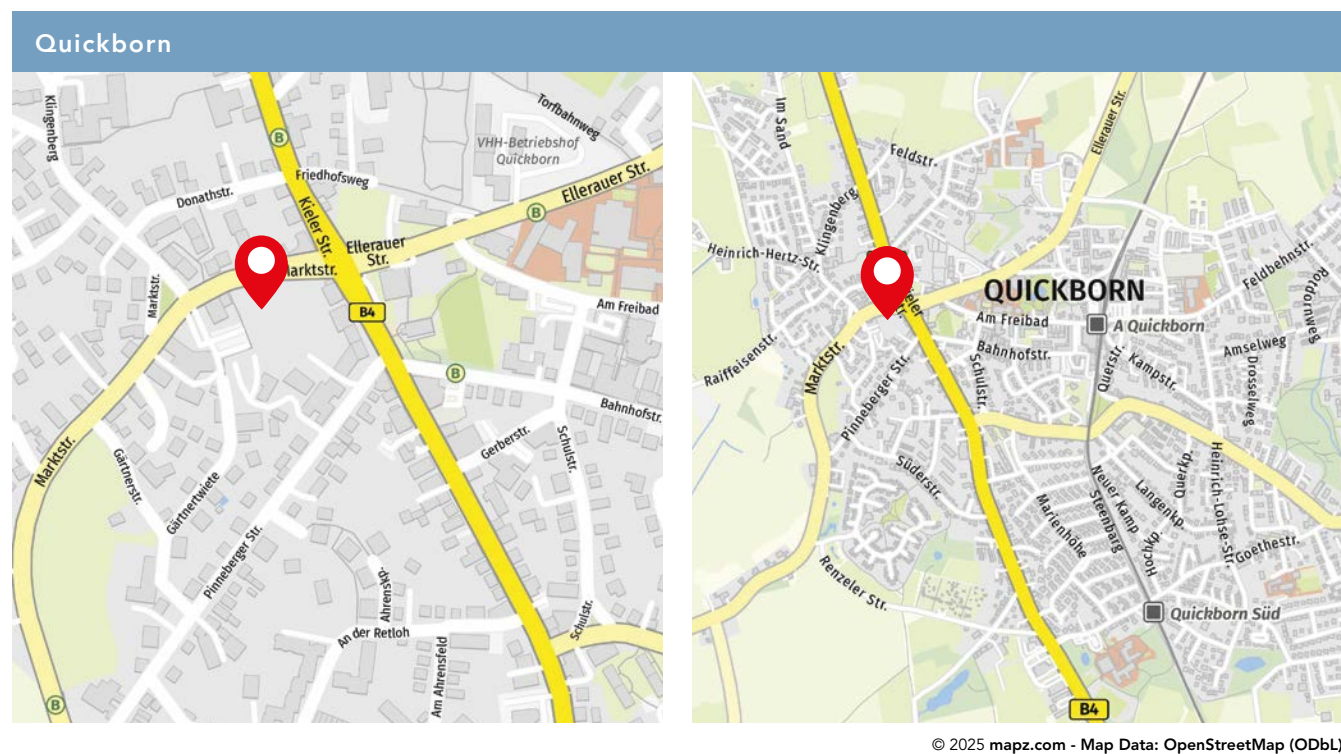 Quickborn
Klingenberg
B
Torfbahnweg
VHH-Betriebshof
Quickborn
Friedhofsweg
Donathstr.
Ellerauer Str.
B
Kieler Str.
Ellerauer
Str.
Marktstr.
Marktstr.
B4
Am Freibad
B
Bahnhofstr.
Marktstr.
Gerberstr.
Schulstr.
Gärtnerstr.
Gärtnertwiete
Pinneberger Str.
Ahrenskp.
An der Retloh
Schulstr.
Am Ahrensfeld
B
Im Sand
Ellerauer Str.
Feldstr.
Klingenberg
Heinrich-Hertz-Str.
Feldbehnstr.
Rotdornweg
QUICKBORN
Am Freibad
A Quickborn
Raiffeisenstr.
Marktstr.
Bahnhofstr.
Amselweg
Querstr.
Kampstr.
Schulstr.
Drosselweg
Pinneberger Str.
Süderstr.
Querkp.
Heinrich-Lohse-Str.
Neuer Kamp
Langenkp.
Steenbarg
Marienhöhe
Hochkp.
Goethestr.
Renzeler Str.
Quickborn Süd
B4
© 2025 mapz.com - Map Data: OpenStreetMap (ODbL)